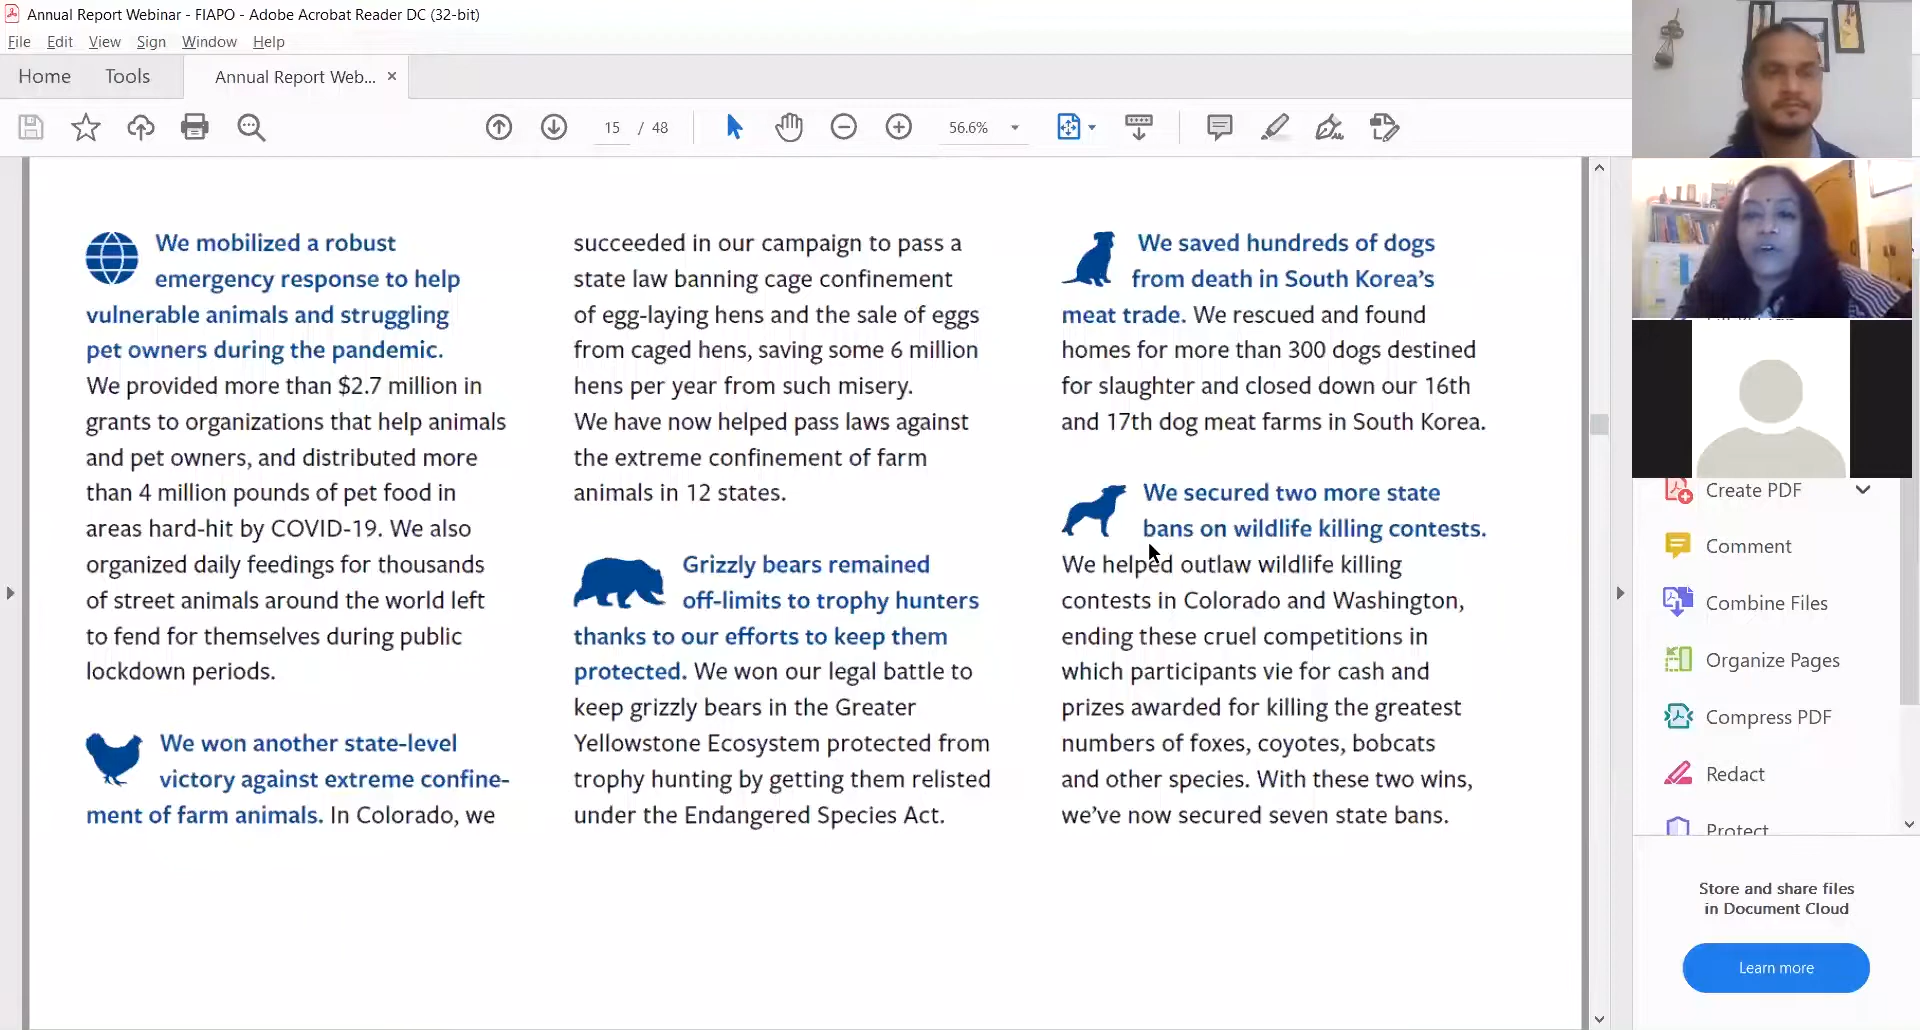 Annual Report Webinar - FIAPO - Adobe Acrobat Reader DC (32-bit)
File Edit View Sign Window Help
Home Tools Annual Report Web... ×
15 / 48 56.6%
We mobilized a robust
emergency response to help
vulnerable animals and struggling
pet owners during the pandemic.
We provided more than $2.7 million in
grants to organizations that help animals
and pet owners, and distributed more
than 4 million pounds of pet food in
areas hard-hit by COVID-19. We also
organized daily feedings for thousands
of street animals around the world left
to fend for themselves during public
lockdown periods.
We won another state-level
victory against extreme confine-
ment of farm animals. In Colorado, we
succeeded in our campaign to pass a
state law banning cage confinement
of egg-laying hens and the sale of eggs
from caged hens, saving some 6 million
hens per year from such misery.
We have now helped pass laws against
the extreme confinement of farm
animals in 12 states.
Grizzly bears remained
off-limits to trophy hunters
thanks to our efforts to keep them
protected. We won our legal battle to
keep grizzly bears in the Greater
Yellowstone Ecosystem protected from
trophy hunting by getting them relisted
under the Endangered Species Act.
We saved hundreds of dogs
from death in South Korea’s
meat trade. We rescued and found
homes for more than 300 dogs destined
for slaughter and closed down our 16th
and 17th dog meat farms in South Korea.
We secured two more state
bans on wildlife killing contests.
We helped outlaw wildlife killing
contests in Colorado and Washington,
ending these cruel competitions in
which participants vie for cash and
prizes awarded for killing the greatest
numbers of foxes, coyotes, bobcats
and other species. With these two wins,
we’ve now secured seven state bans.
Create PDF
Comment
Combine Files
Organize Pages
Compress PDF
Redact
Protect
Store and share files
in Document Cloud
Learn more